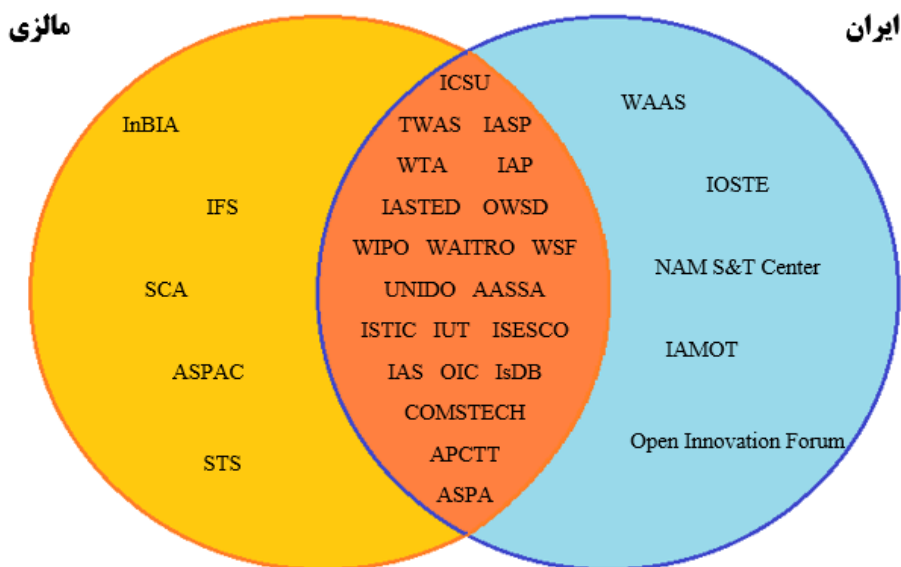 مالزی
ایران
InBIA
IFS
SCA
ASPAC
STS
ICSU
TWAS IASP
WTA IAP
IASTED OWSD
WIPO WAITRO WSF
UNIDO AASSA
ISTIC IUT ISESCO
IAS OIC IsDB
COMSTECH
APCTT
ASPA
WAAS
IOSTE
NAM S&T Center
IAMOT
Open Innovation Forum